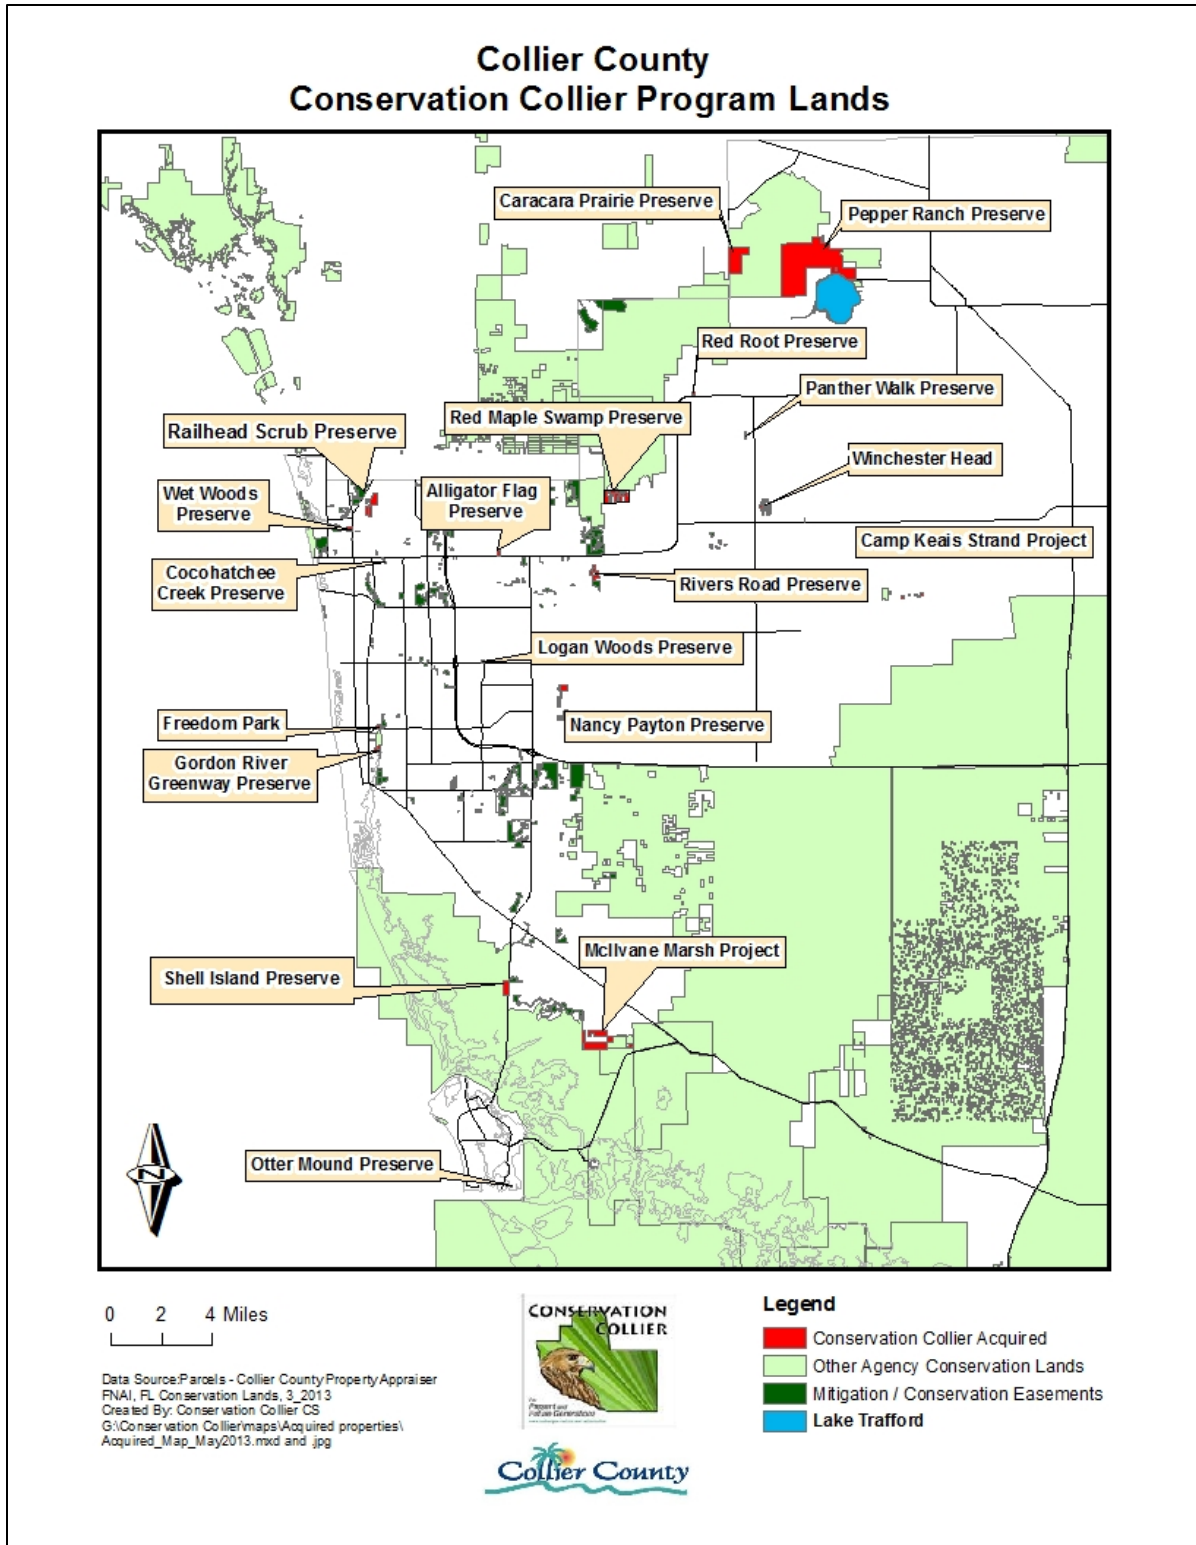 Collier County
Conservation Collier Program Lands
Caracara Prairie Preserve
Pepper Ranch Preserve
Red Root Preserve
Panther Walk Preserve
Red Maple Swamp Preserve
Railhead Scrub Preserve
Winchester Head
Wet Woods
Preserve
Alligator Flag
Preserve
Camp Keais Strand Project
Cocohatchee
Creek Preserve
Rivers Road Preserve
Logan Woods Preserve
Freedom Park
Nancy Payton Preserve
Gordon River
Greenway Preserve
McIlvane Marsh Project
Shell Island Preserve
Otter Mound Preserve
N
0 2 4 Miles
Data Source:Parcels - Collier County Property Appraiser
FNAI, FL Conservation Lands, 3_2013
Created By: Conservation Collier CS
G:\Conservation Collier\maps\Acquired properties\
Acquired_Map_May2013.mxd and .jpg
CONSERVATION
COLLIER
For
Present and
Future Generations
Collier County
Legend
Conservation Collier Acquired
Other Agency Conservation Lands
Mitigation / Conservation Easements
Lake Trafford